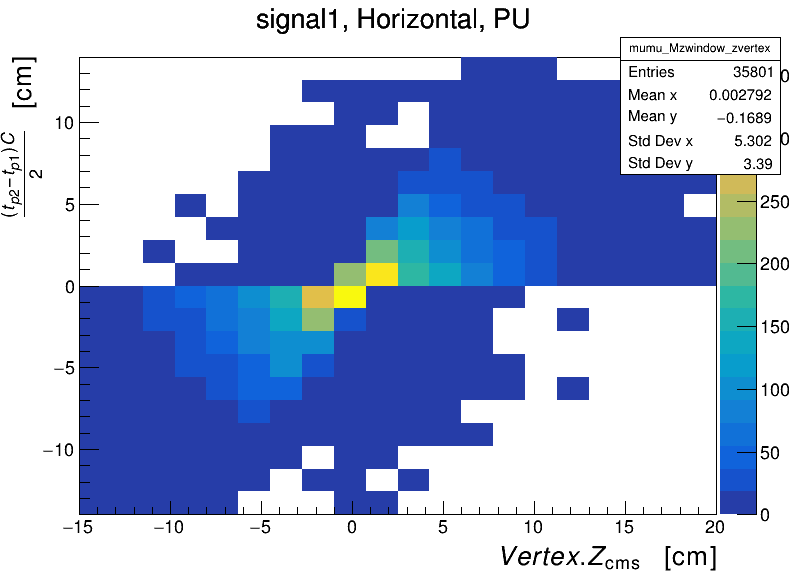 signal1, Horizontal, PU
mumu_Mzwindow_zvertex
Entries 35801
Mean x 0.002792
Mean y −0.1689
Std Dev x 5.302
Std Dev y 3.39
(t_p2−t_p1)C / 2 [cm]
10
5
0
−5
−10
−15 −10 −5 0 5 10 15 20
Vertex.Z_cms [cm]
0
0
250
200
150
100
50
0